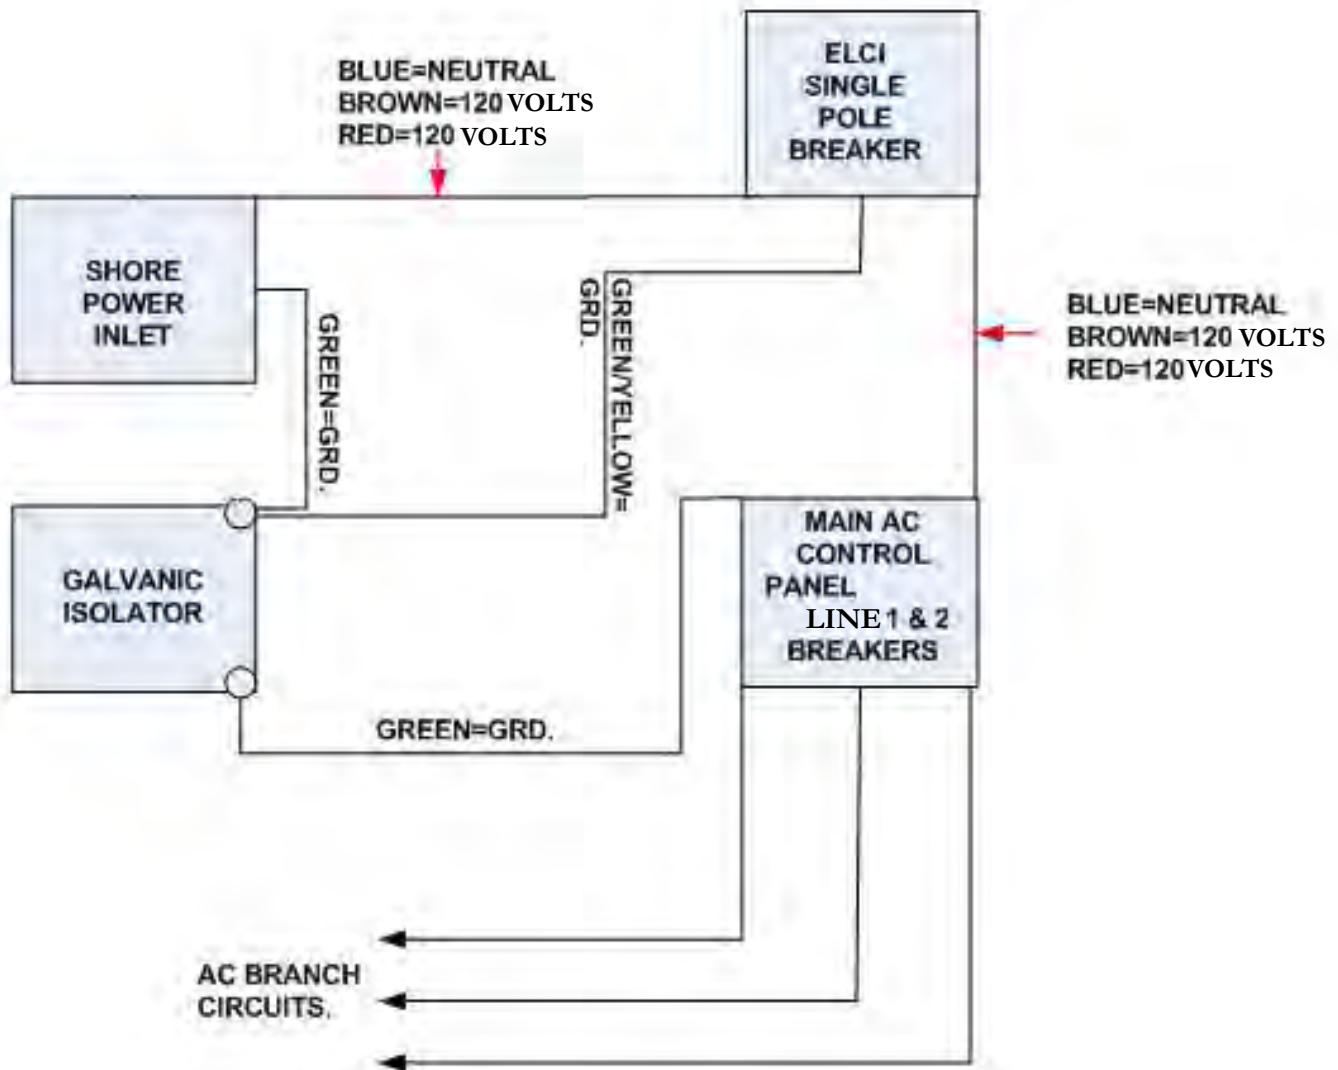 BLUE=NEUTRAL
BROWN=120 VOLTS
RED=120 VOLTS
ELCI
SINGLE
POLE
BREAKER
SHORE
POWER
INLET
GREEN=GRD.
GREEN/YELLOW=
GRD.
BLUE=NEUTRAL
BROWN=120 VOLTS
RED=120 VOLTS
GALVANIC
ISOLATOR
MAIN AC
CONTROL
PANEL
LINE 1 & 2
BREAKERS
GREEN=GRD.
AC BRANCH
CIRCUITS.